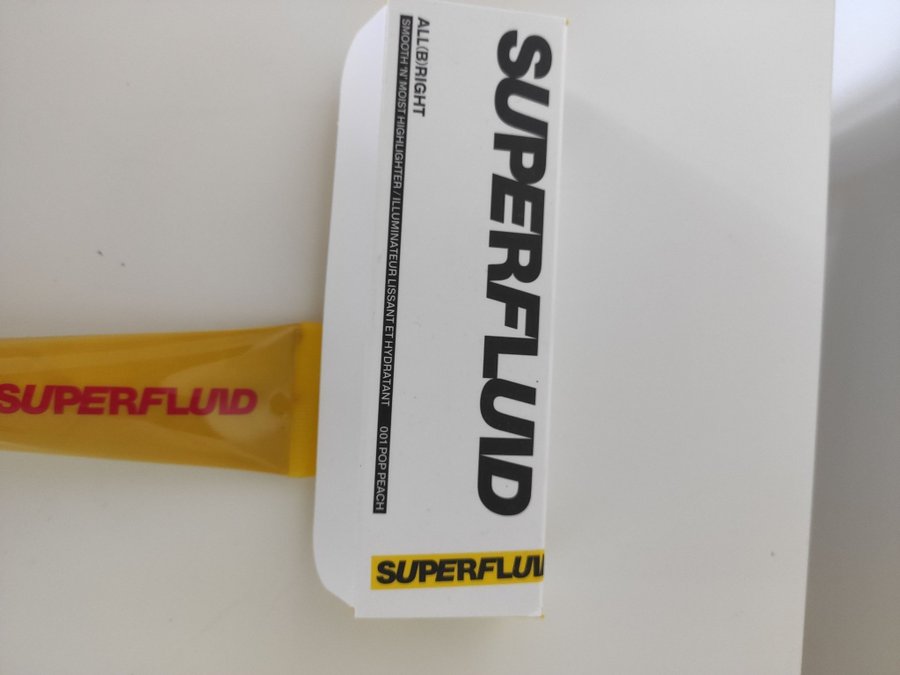 SUPERFLUID
ALL(B)RIGHT
SMOOTH 'N' MOIST HIGHLIGHTER / ILLUMINATEUR LISSANT ET HYDRATANT 001 POP PEACH
SUPERFLUID
SUPERFLUID